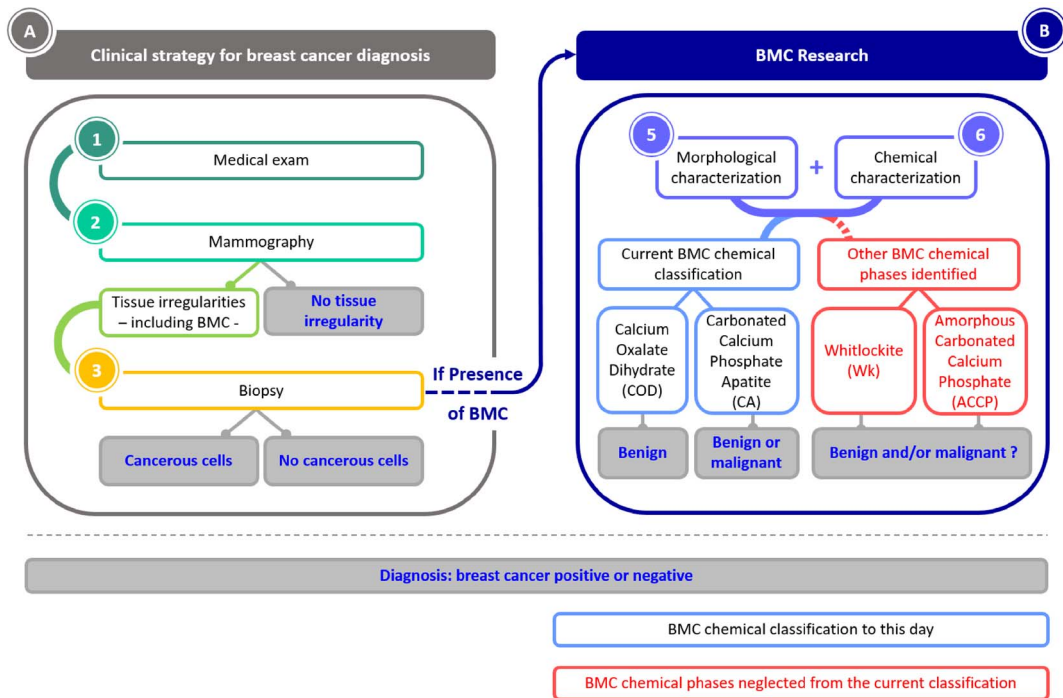 A
Clinical strategy for breast cancer diagnosis
1
Medical exam
2
Mammography
Tissue irregularities
– including BMC -
No tissue
irregularity
3
Biopsy
Cancerous cells
No cancerous cells
If Presence
of BMC
B
BMC Research
5
Morphological
characterization
+
6
Chemical
characterization
Current BMC chemical
classification
Other BMC chemical
phases identified
Calcium
Oxalate
Dihydrate
(COD)
Carbonated
Calcium
Phosphate
Apatite
(CA)
Whitlockite
(Wk)
Amorphous
Carbonated
Calcium
Phosphate
(ACCP)
Benign
Benign or
malignant
Benign and/or malignant ?
Diagnosis: breast cancer positive or negative
BMC chemical classification to this day
BMC chemical phases neglected from the current classification